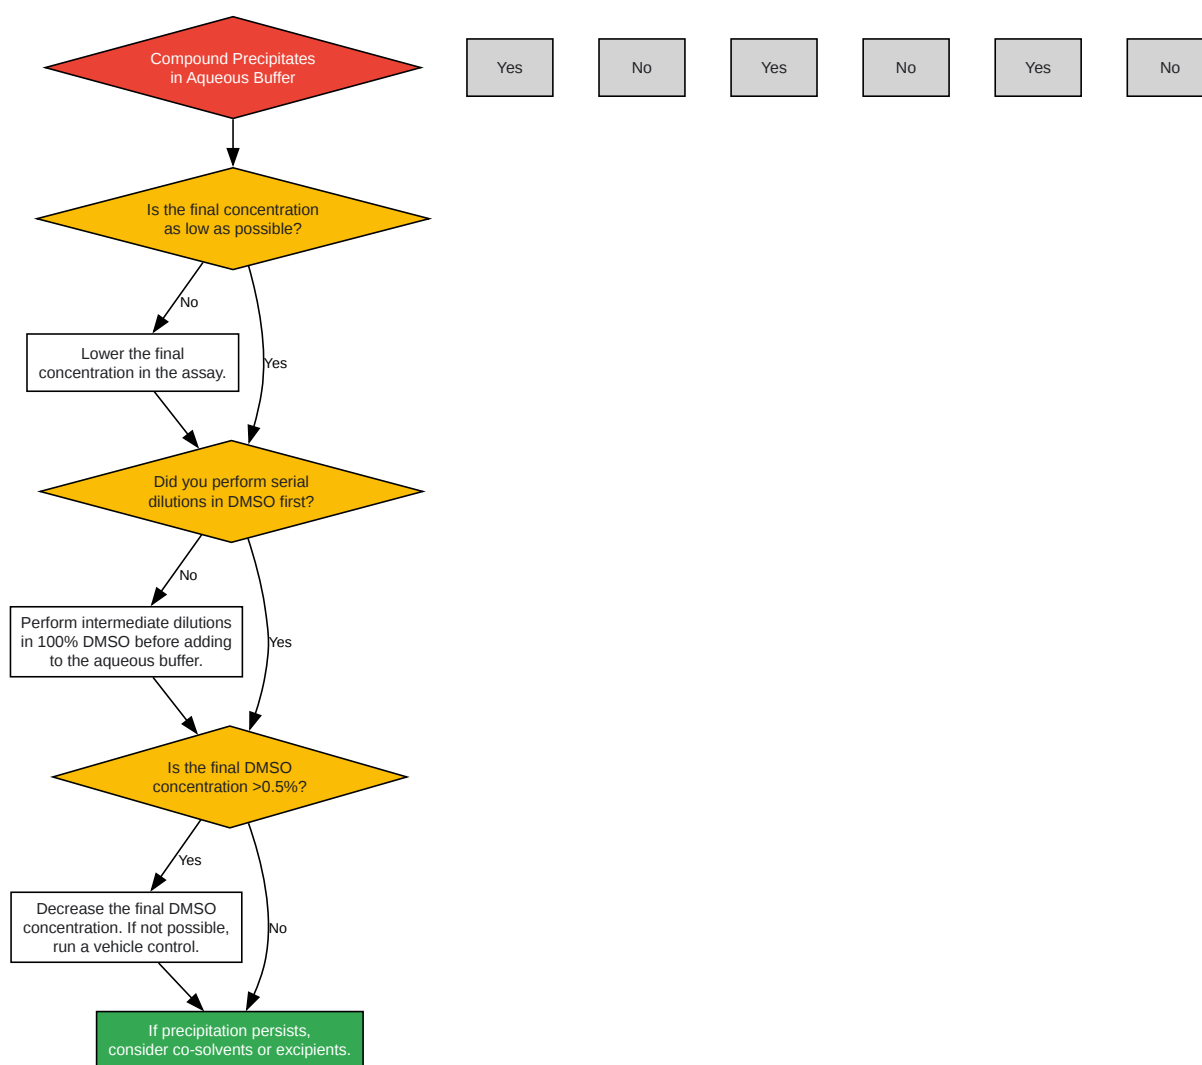 Compound Precipitates
in Aqueous Buffer
Yes
No
Yes
No
Yes
No
Is the final concentration
as low as possible?
No
Lower the final
concentration in the assay.
Yes
Did you perform serial
dilutions in DMSO first?
No
Perform intermediate dilutions
in 100% DMSO before adding
to the aqueous buffer.
Yes
Is the final DMSO
concentration >0.5%?
Yes
Decrease the final DMSO
concentration. If not possible,
run a vehicle control.
No
If precipitation persists,
consider co-solvents or excipients.